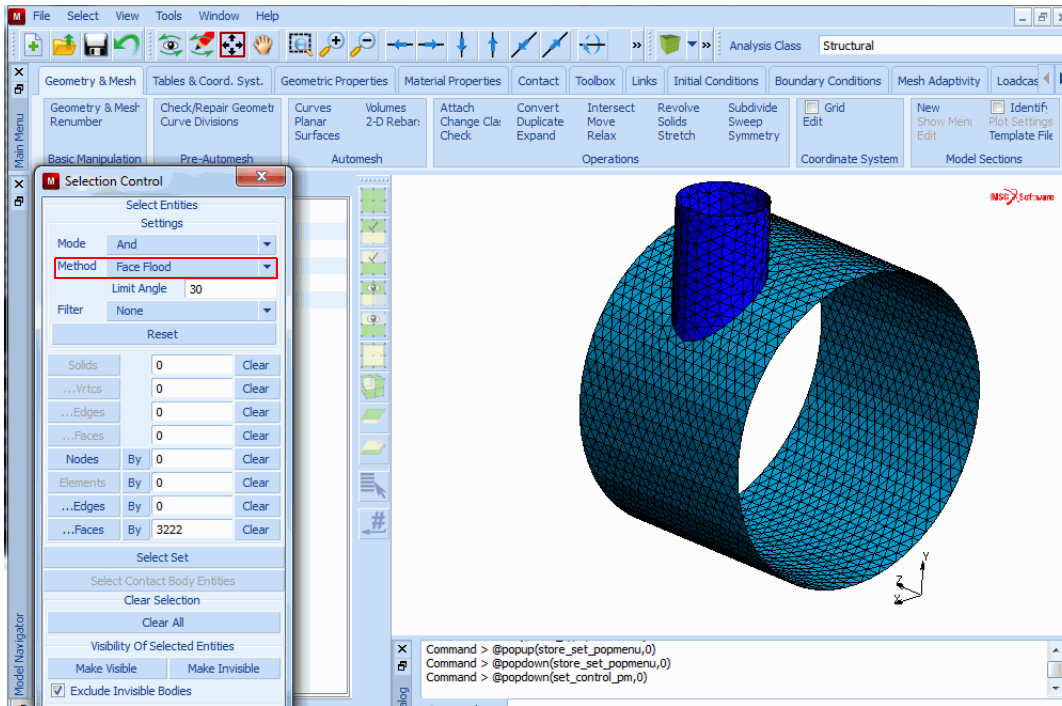 File Select View Tools Window Help
» » Analysis Class Structural
Geometry & Mesh Tables & Coord. Syst. Geometric Properties Material Properties Contact Toolbox Links Initial Conditions Boundary Conditions Mesh Adaptivity Loadcas
Geometry & Mesh Check/Repair Geometr Curves Volumes Attach Convert Intersect Revolve Subdivide Grid New Identify
Renumber Curve Divisions Planar 2-D Rebar: Change Cla: Duplicate Move Solids Sweep Edit Show Menu Plot Settings
Surfaces Check Expand Relax Stretch Symmetry Edit Template File
Basic Manipulation Pre-Automesh Automesh Operations Coordinate System Model Sections
Main Menu
M Selection Control
Select Entities
Settings
Mode And
Method Face Flood
Limit Angle 30
Filter None
Reset
Solids 0 Clear
...Vrtcs 0 Clear
...Edges 0 Clear
...Faces 0 Clear
Nodes By 0 Clear
Elements By 0 Clear
...Edges By 0 Clear
...Faces By 3222 Clear
Select Set
Select Contact Body Entities
Clear Selection
Clear All
Visibility Of Selected Entities
Make Visible Make Invisible
Exclude Invisible Bodies
Model Navigator
MSC Software
Y
Z
X
Command > @popup(store_set_popmenu,0)
Command > @popdown(store_set_popmenu,0)
Command > @popdown(set_control_pm,0)